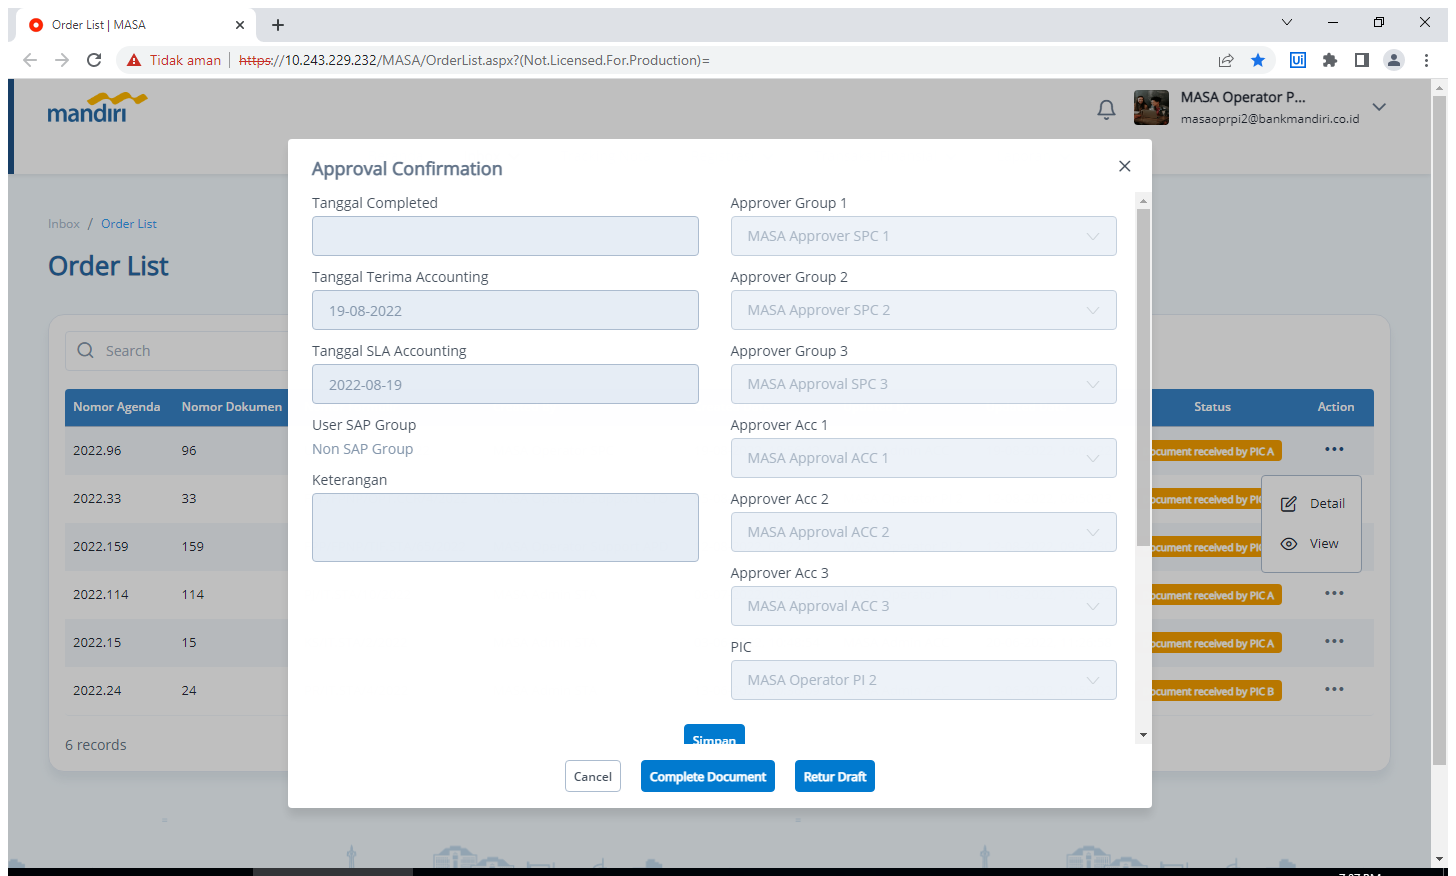 Order List | MASA
Tidak aman
https://10.243.229.232/MASA/OrderList.aspx?(Not.Licensed.For.Production)=
Ui
mandiri
MASA Operator P...
masaoprpi2@bankmandiri.co.id
Inbox / Order List
Order List
Search
Nomor Agenda Nomor Dokumen Status Action
2022.96 96 ocument received by PIC A
2022.33 33 ocument received by PI
2022.159 159 ocument received by PI
2022.114 114 ocument received by PIC A
2022.15 15 ocument received by PIC A
2022.24 24 ocument received by PIC B
Detail
View
6 records
Approval Confirmation
Tanggal Completed
Tanggal Terima Accounting
19-08-2022
Tanggal SLA Accounting
2022-08-19
User SAP Group
Non SAP Group
Keterangan
Approver Group 1
MASA Approver SPC 1
Approver Group 2
MASA Approver SPC 2
Approver Group 3
MASA Approval SPC 3
Approver Acc 1
MASA Approval ACC 1
Approver Acc 2
MASA Approval ACC 2
Approver Acc 3
MASA Approval ACC 3
PIC
MASA Operator PI 2
Simpan
Cancel
Complete Document
Retur Draft